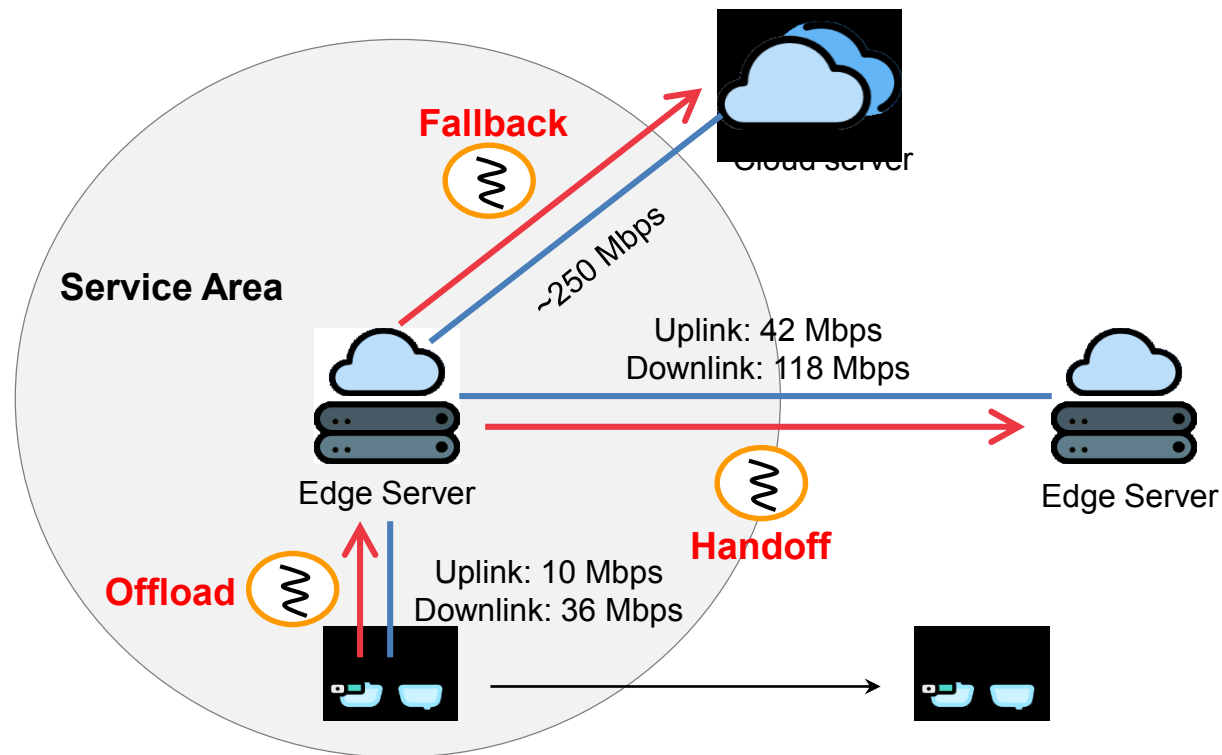 Fallback
Cloud server
~250 Mbps
Service Area
Uplink: 42 Mbps
Downlink: 118 Mbps
Edge Server
Edge Server
Handoff
Offload
Uplink: 10 Mbps
Downlink: 36 Mbps